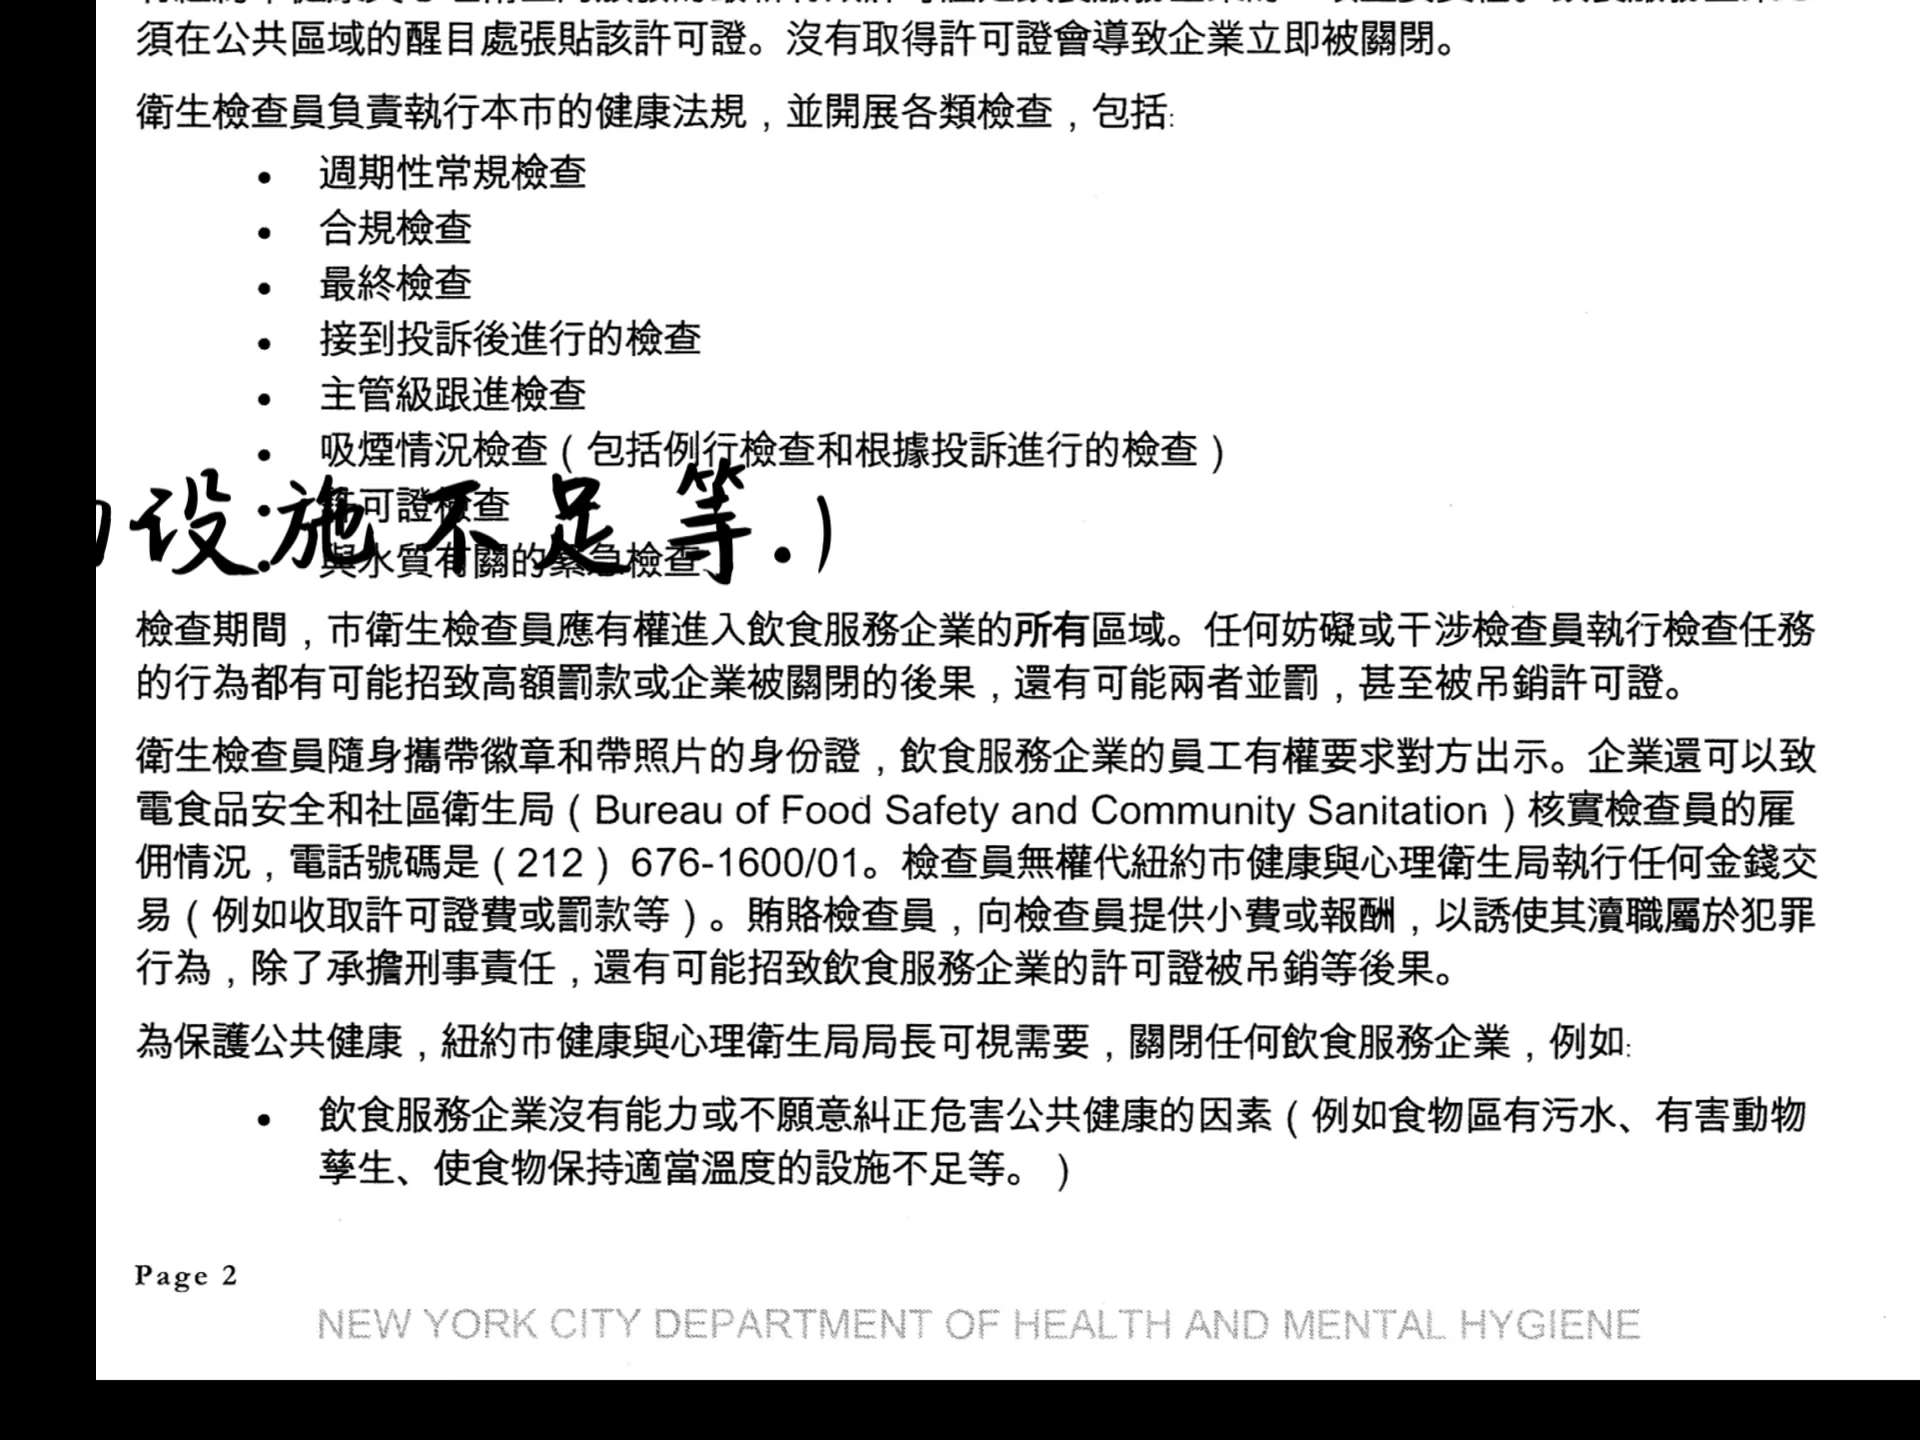 須在公共區域的醒目處張貼該許可證。沒有取得許可證會導致企業立即被關閉。
衛生檢查員負責執行本市的健康法規，並開展各類檢查，包括:
• 週期性常規檢查
• 合規檢查
• 最終檢查
• 接到投訴後進行的檢查
• 主管級跟進檢查
• 吸煙情況檢查（包括例行檢查和根據投訴進行的檢查）
• 許可證檢查
设施不足等.)
• 與水質有關的緊急檢查
檢查期間，市衛生檢查員應有權進入飲食服務企業的所有區域。任何妨礙或干涉檢查員執行檢查任務
的行為都有可能招致高額罰款或企業被關閉的後果，還有可能兩者並罰，甚至被吊銷許可證。
衛生檢查員隨身攜帶徽章和帶照片的身份證，飲食服務企業的員工有權要求對方出示。企業還可以致
電食品安全和社區衛生局（Bureau of Food Safety and Community Sanitation）核實檢查員的雇
佣情況，電話號碼是（212）676-1600/01。檢查員無權代紐約市健康與心理衛生局執行任何金錢交
易（例如收取許可證費或罰款等）。賄賂檢查員，向檢查員提供小費或報酬，以誘使其瀆職屬於犯罪
行為，除了承擔刑事責任，還有可能招致飲食服務企業的許可證被吊銷等後果。
為保護公共健康，紐約市健康與心理衛生局局長可視需要，關閉任何飲食服務企業，例如:
• 飲食服務企業沒有能力或不願意糾正危害公共健康的因素（例如食物區有污水、有害動物
孳生、使食物保持適當溫度的設施不足等。）
Page 2
NEW YORK CITY DEPARTMENT OF HEALTH AND MENTAL HYGIENE